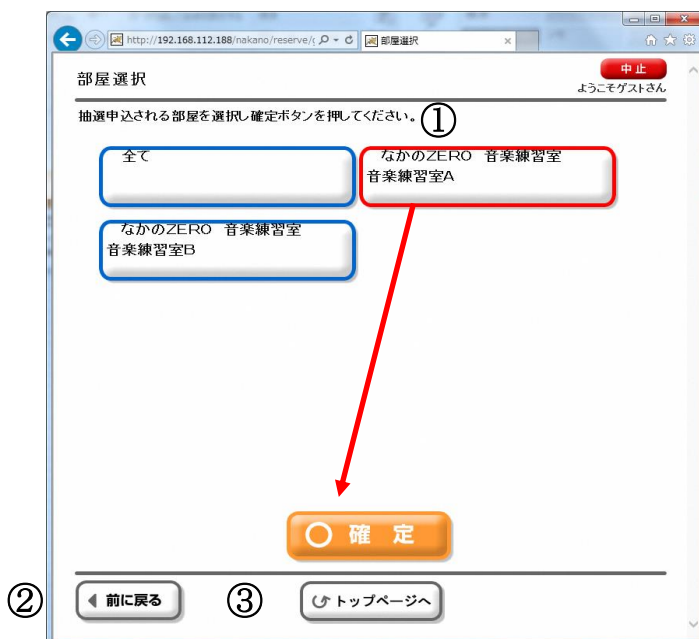 http://192.168.112.188/nakano/reserve/
部屋選択
部屋選択
中止
ようこそゲストさん
抽選申込される部屋を選択し確定ボタンを押してください。
①
全て
なかのZERO 音楽練習室
音楽練習室A
なかのZERO 音楽練習室
音楽練習室B
確 定
②
前に戻る
③
トップページへ